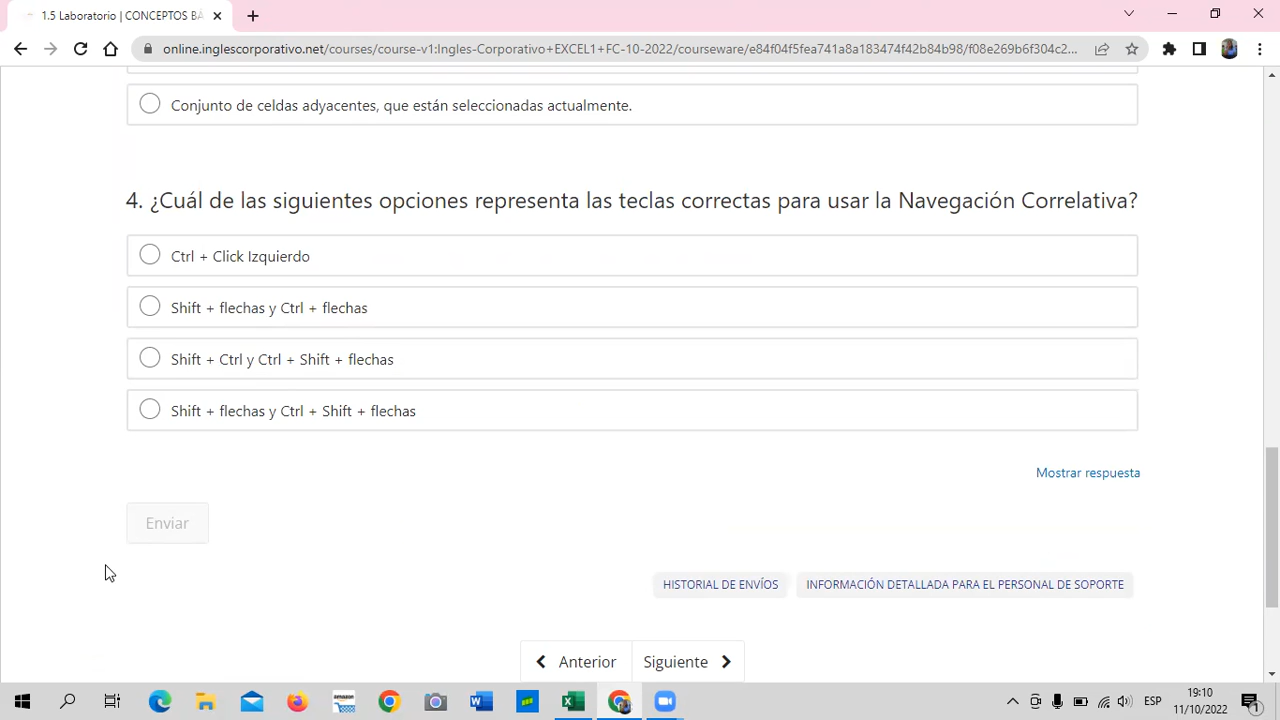 1.5 Laboratorio | CONCEPTOS BÁ
online.inglescorporativo.net/courses/course-v1:Ingles-Corporativo+EXCEL1+FC-10-2022/courseware/c84f04f5fea741a8a183474f42b84b98/f08e269b6f304c2...
Conjunto de celdas adyacentes, que están seleccionadas actualmente.
4. ¿Cuál de las siguientes opciones representa las teclas correctas para usar la Navegación Correlativa?
Ctrl + Click Izquierdo
Shift + flechas y Ctrl + flechas
Shift + Ctrl y Ctrl + Shift + flechas
Shift + flechas y Ctrl + Shift + flechas
Mostrar respuesta
Enviar
HISTORIAL DE ENVÍOS
INFORMACIÓN DETALLADA PARA EL PERSONAL DE SOPORTE
Anterior
Siguiente
ESP
19:10
11/10/2022